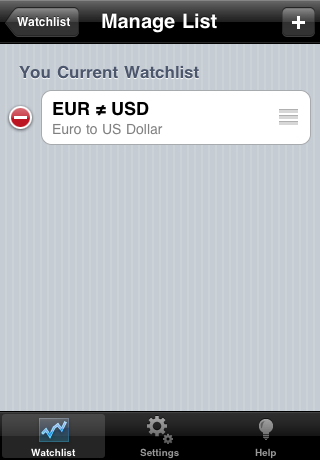 Watchlist
Manage List
+
You Current Watchlist
EUR ≠ USD
Euro to US Dollar
Watchlist
Settings
Help